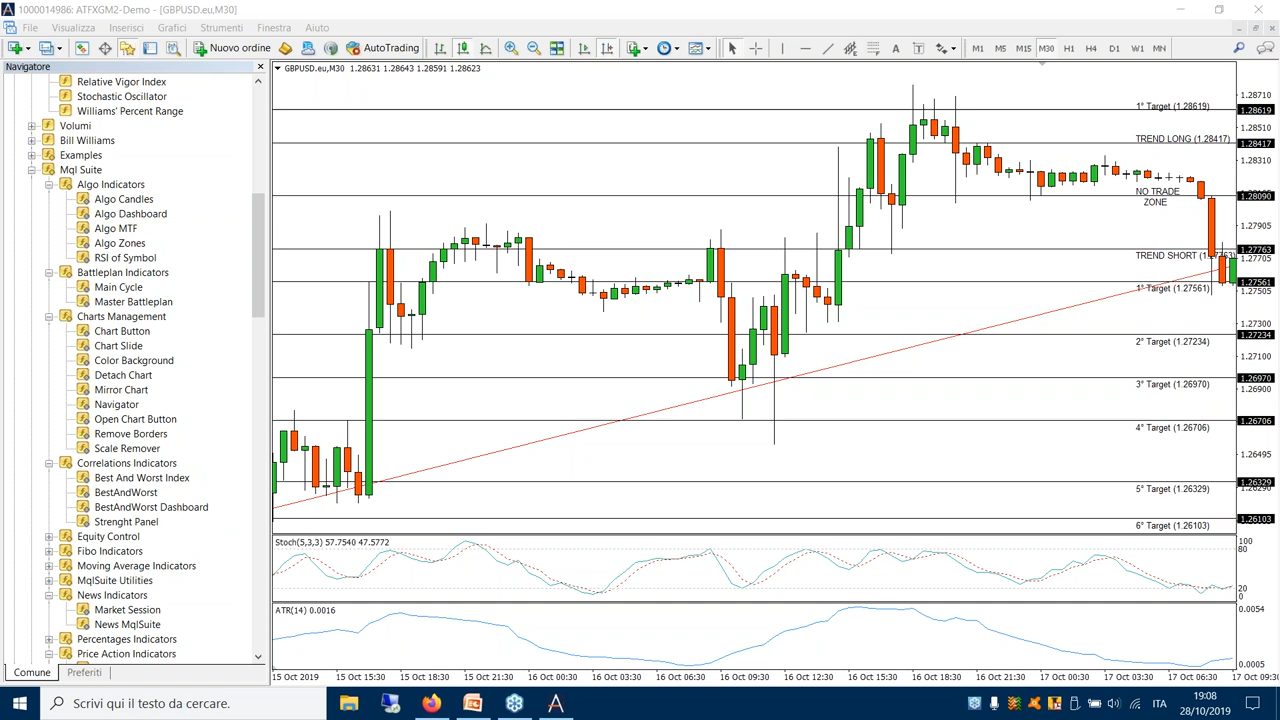 1000014986: ATFXGM2-Demo - [GBPUSD.eu,M30]
File Visualizza Inserisci Grafici Strumenti Finestra Aiuto
Nuovo ordine AutoTrading A T M1 M5 M15 M30 H1 H4 D1 W1 MN
Navigatore
Relative Vigor Index
Stochastic Oscillator
Williams' Percent Range
Volumi
Bill Williams
Examples
Mql Suite
Algo Indicators
Algo Candles
Algo Dashboard
Algo MTF
Algo Zones
RSI of Symbol
Battleplan Indicators
Main Cycle
Master Battleplan
Charts Management
Chart Button
Chart Slide
Color Background
Detach Chart
Mirror Chart
Navigator
Open Chart Button
Remove Borders
Scale Remover
Correlations Indicators
Best And Worst Index
BestAndWorst
BestAndWorst Dashboard
Strenght Panel
Equity Control
Fibo Indicators
Moving Average Indicators
MqlSuite Utilities
News Indicators
Market Session
News MqlSuite
Percentages Indicators
Price Action Indicators
Comune Preferiti
GBPUSD.eu,M30 1.28631 1.28643 1.28591 1.28623
1.28710
1° Target (1.28619) 1.28619
1.28510
TREND LONG (1.28417) 1.28417
1.28310
NO TRADE
ZONE
1.28090
1.27905
1.27763
TREND SHORT (1.27763)
1.27705
1.27561
1° Target (1.27561) 1.27505
1.27300
1.27234
2° Target (1.27234)
1.27100
1.26970
3° Target (1.26970) 1.26900
1.26706
4° Target (1.26706)
1.26495
1.26329
5° Target (1.26329)
1.26103
6° Target (1.26103)
Stoch(5,3,3) 57.7540 47.5772
100
80
20
0
ATR(14) 0.0016
0.0054
0.0005
15 Oct 2019 15 Oct 15:30 15 Oct 18:30 15 Oct 21:30 16 Oct 00:30 16 Oct 03:30 16 Oct 06:30 16 Oct 09:30 16 Oct 12:30 16 Oct 15:30 16 Oct 18:30 16 Oct 21:30 17 Oct 00:30 17 Oct 03:30 17 Oct 06:30 17 Oct 09:30
Scrivi qui il testo da cercare.
ITA
19:08
28/10/2019